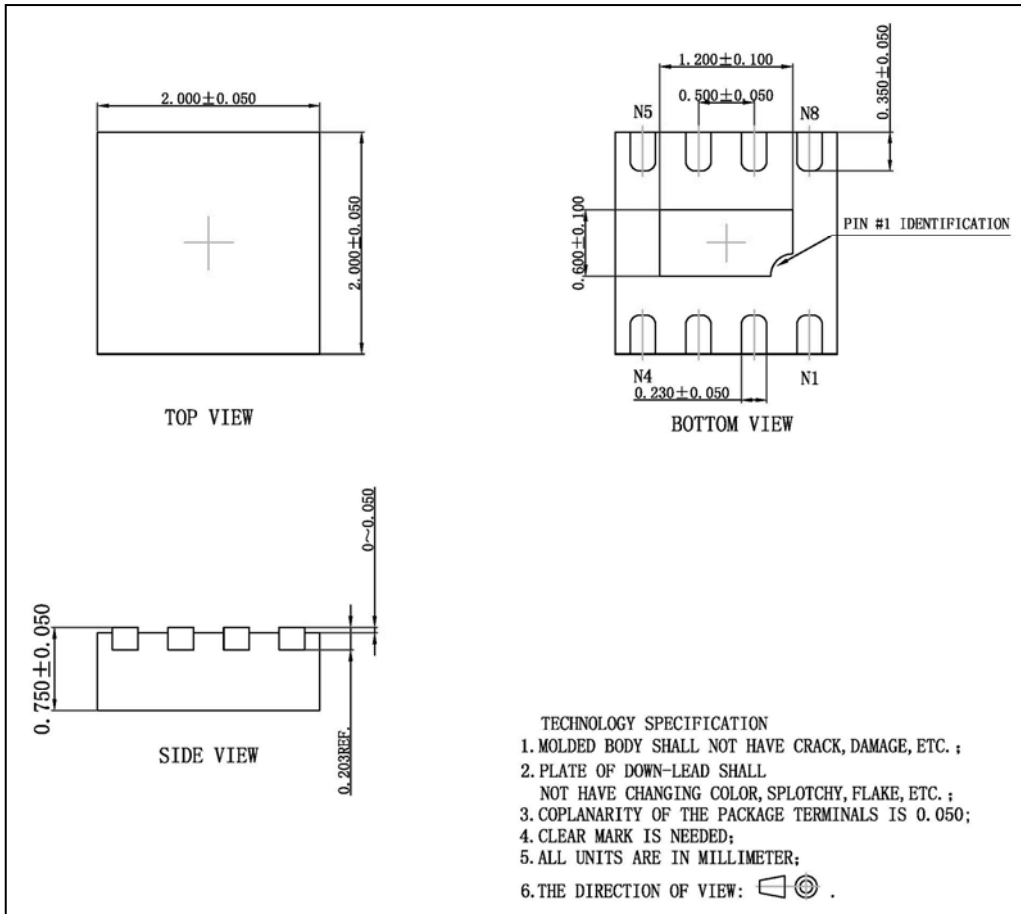 2.000±0.050
2.000±0.050
TOP VIEW
1.200±0.100
0.500±0.050
0.350±0.050
N5
N8
0.600±0.100
PIN #1 IDENTIFICATION
N4
N1
0.230±0.050
BOTTOM VIEW
0~0.050
0.750±0.050
0.203REF.
SIDE VIEW
TECHNOLOGY SPECIFICATION
1. MOLDED BODY SHALL NOT HAVE CRACK, DAMAGE, ETC. ;
2. PLATE OF DOWN-LEAD SHALL
NOT HAVE CHANGING COLOR, SPLOTCHY, FLAKE, ETC. ;
3. COPLANARITY OF THE PACKAGE TERMINALS IS 0.050;
4. CLEAR MARK IS NEEDED;
5. ALL UNITS ARE IN MILLIMETER;
6. THE DIRECTION OF VIEW: .